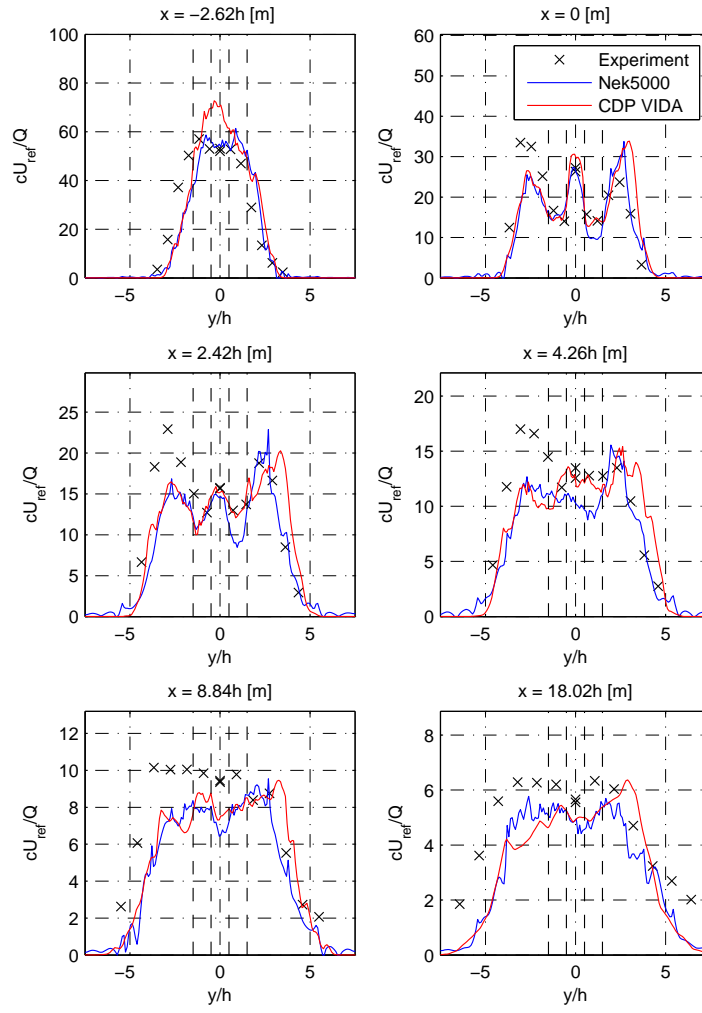 x = −2.62h [m]
x = 0 [m]
100
80
60
40
20
0
cU_ref/Q
−5
0
5
y/h
60
50
40
30
20
10
0
cU_ref/Q
Experiment
Nek5000
CDP VIDA
−5
0
5
y/h
x = 2.42h [m]
x = 4.26h [m]
25
20
15
10
5
0
cU_ref/Q
−5
0
5
y/h
20
15
10
5
0
cU_ref/Q
−5
0
5
y/h
x = 8.84h [m]
x = 18.02h [m]
12
10
8
6
4
2
0
cU_ref/Q
−5
0
5
y/h
8
6
4
2
0
cU_ref/Q
−5
0
5
y/h